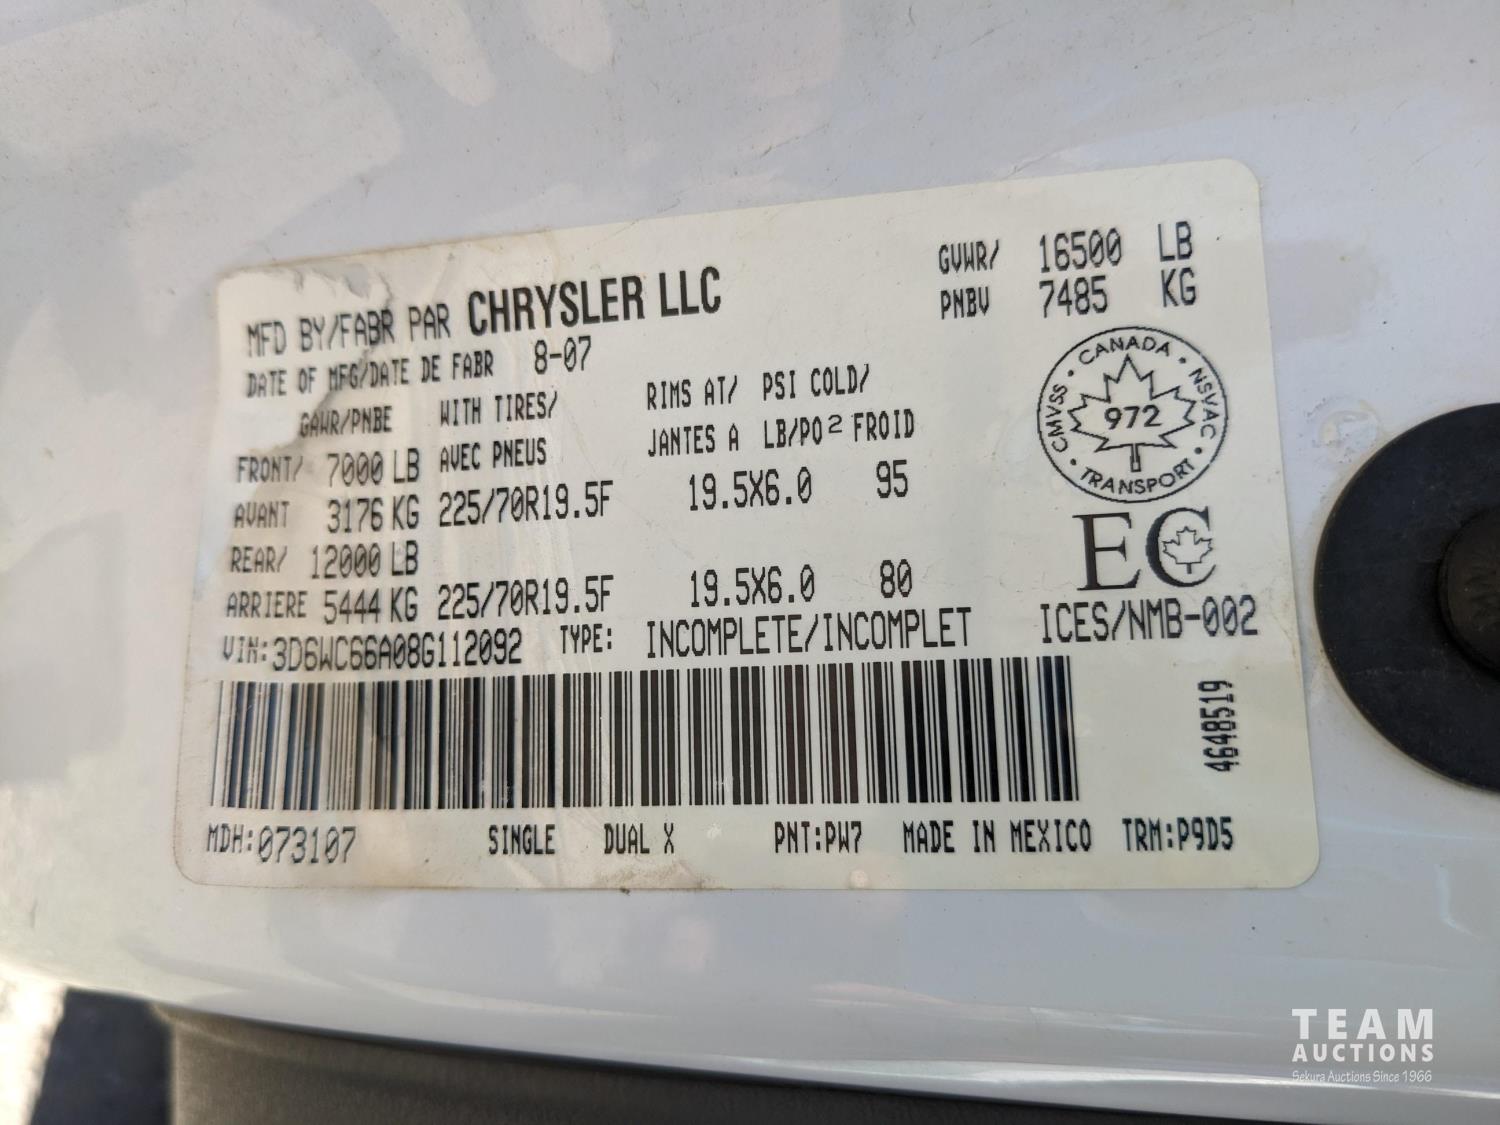 MFD BY/FABR PAR CHRYSLER LLC
DATE OF MFG/DATE DE FABR 8-07
GVWR/ 16500 LB
PNBV 7485 KG
GAWR/PNBE WITH TIRES/ RIMS AT/ PSI COLD/
AVEC PNEUS JANTES A LB/PO² FROID
FRONT/ 7000 LB
AVANT 3176 KG 225/70R19.5F 19.5X6.0 95
REAR/ 12000 LB
ARRIERE 5444 KG 225/70R19.5F 19.5X6.0 80
CANADA
CMVSS NSVAC
972
TRANSPORT
EC
ICES/NMB-002
VIN:3D6WC66A08G112092 TYPE: INCOMPLETE/INCOMPLET
4648519
MDH:073107 SINGLE DUAL X PNT:PW7 MADE IN MEXICO TRM:P9D5
TEAM
AUCTIONS
Sekura Auctions Since 1966